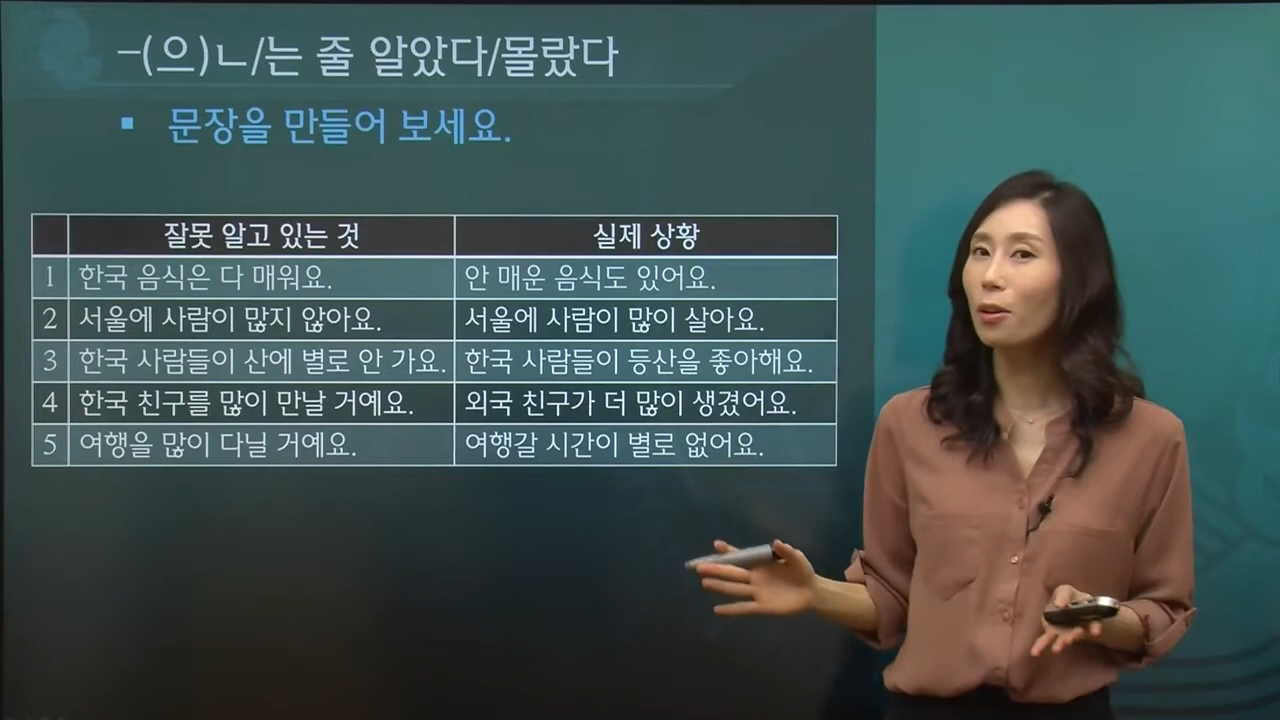 -(으)ㄴ/는 줄 알았다/몰랐다
▪ 문장을 만들어 보세요.
잘못 알고 있는 것 실제 상황
1 한국 음식은 다 매워요. 안 매운 음식도 있어요.
2 서울에 사람이 많지 않아요. 서울에 사람이 많이 살아요.
3 한국 사람들이 산에 별로 안 가요. 한국 사람들이 등산을 좋아해요.
4 한국 친구를 많이 만날 거예요. 외국 친구가 더 많이 생겼어요.
5 여행을 많이 다닐 거예요. 여행갈 시간이 별로 없어요.